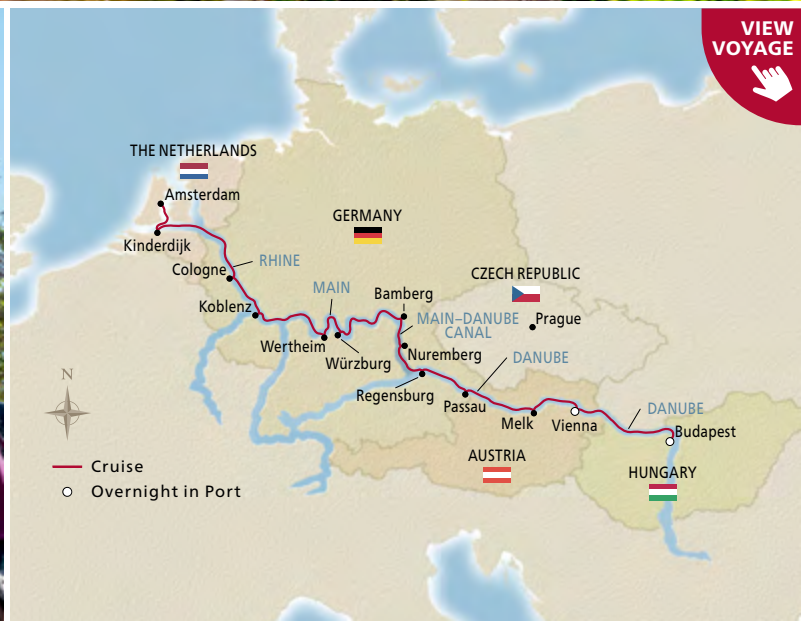 VIEW
VOYAGE
THE NETHERLANDS
Amsterdam
GERMANY
Kinderdijk
RHINE
Cologne
CZECH REPUBLIC
MAIN
Bamberg
Koblenz
MAIN–DANUBE
CANAL
Prague
Wertheim
Würzburg
Nuremberg
DANUBE
N
Regensburg
Passau
Melk
Vienna
DANUBE
Budapest
AUSTRIA
HUNGARY
Cruise
Overnight in Port